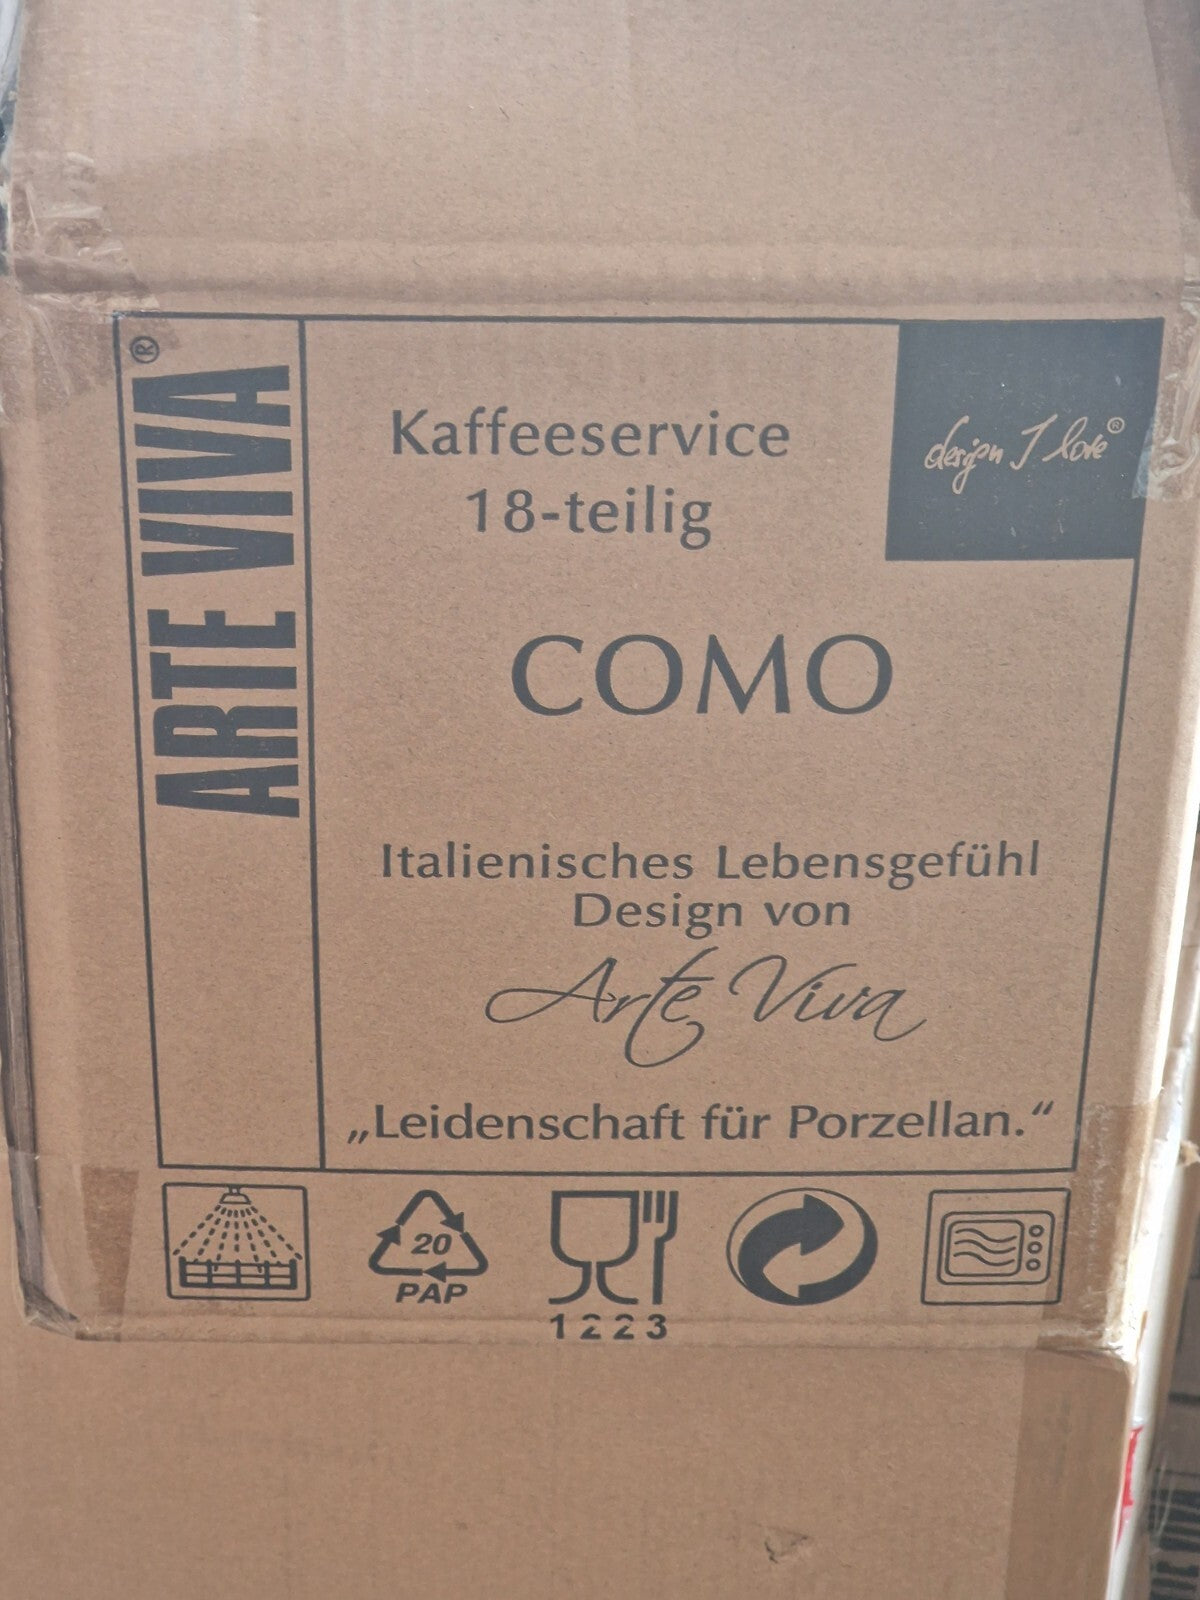 ARTE VIVA®
Kaffeeservice
18-teilig
design I love®
COMO
Italienisches Lebensgefühl
Design von
Arte Viva
„Leidenschaft für Porzellan.“
20
PAP
1223